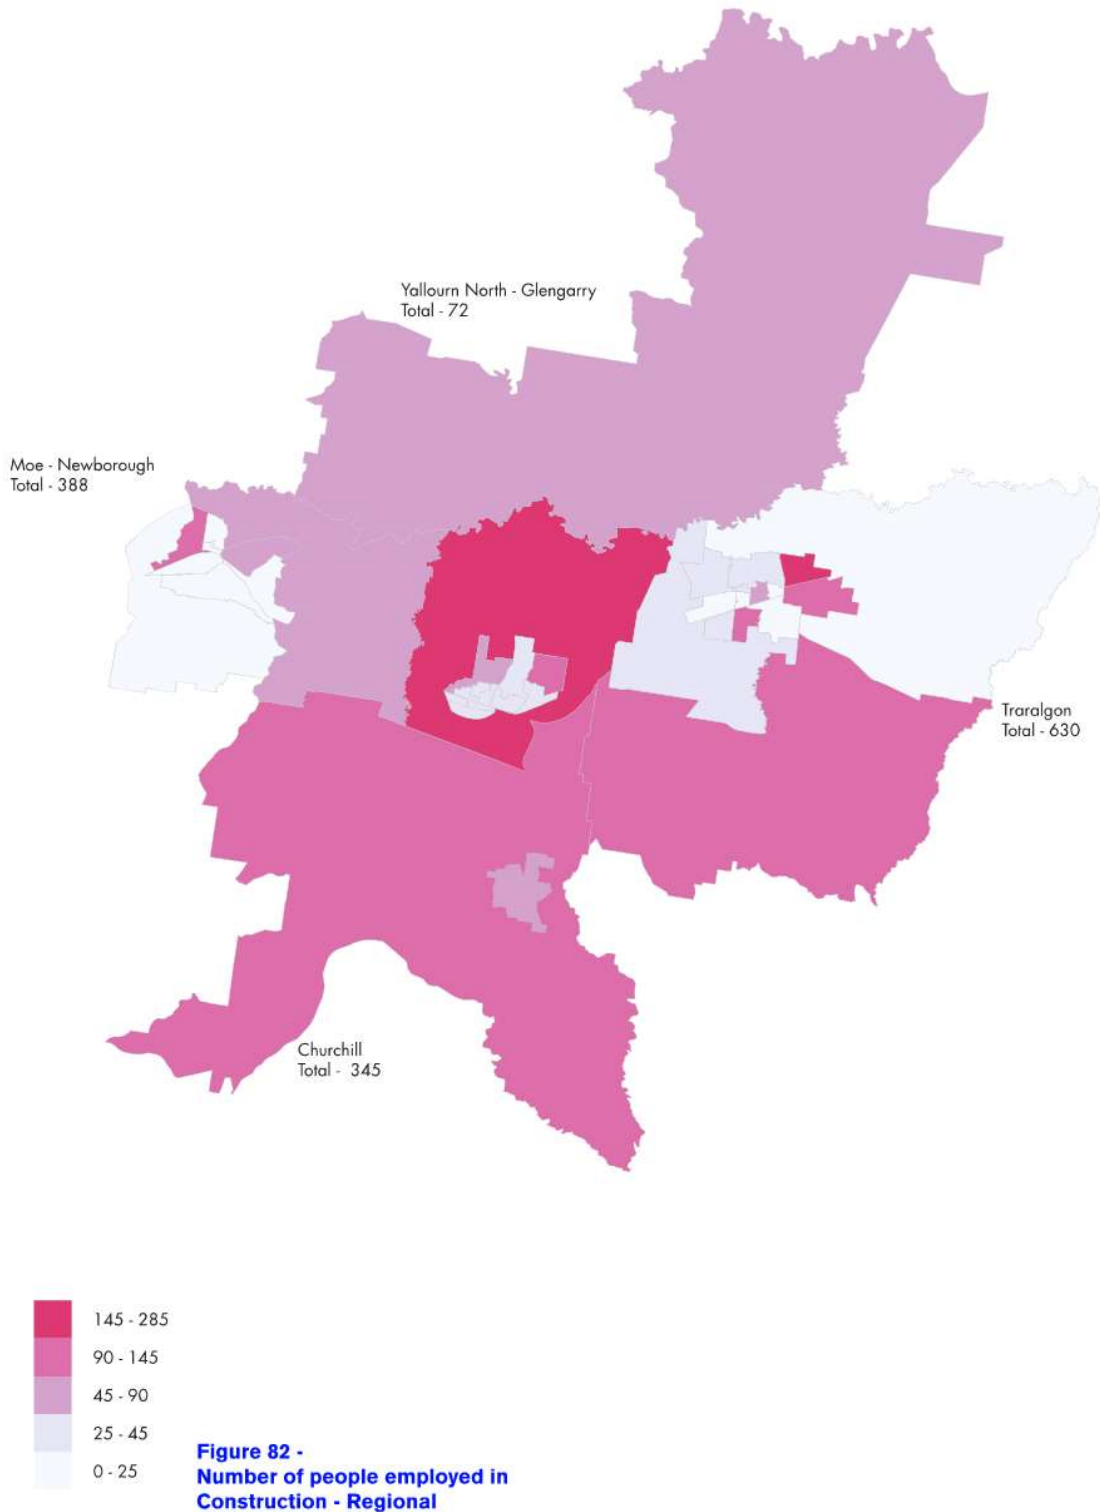 Yallourn North - Glengarry
Total - 72
Moe - Newborough
Total - 388
Traralgon
Total - 630
Churchill
Total -  345
145 - 285
90 - 145
45 - 90
25 - 45
0 - 25
Figure 82 -
Number of people employed in
Construction - Regional